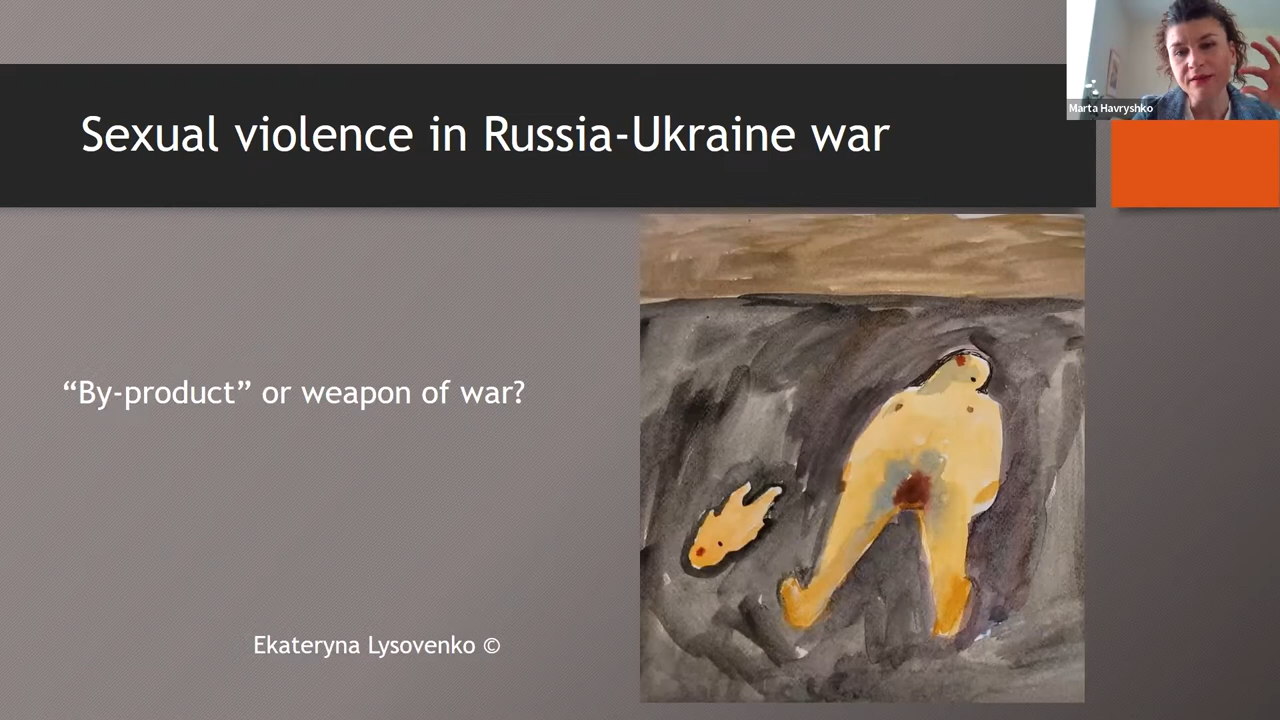 Marta Havryshko
Sexual violence in Russia-Ukraine war
“By-product” or weapon of war?
Ekateryna Lysovenko ©